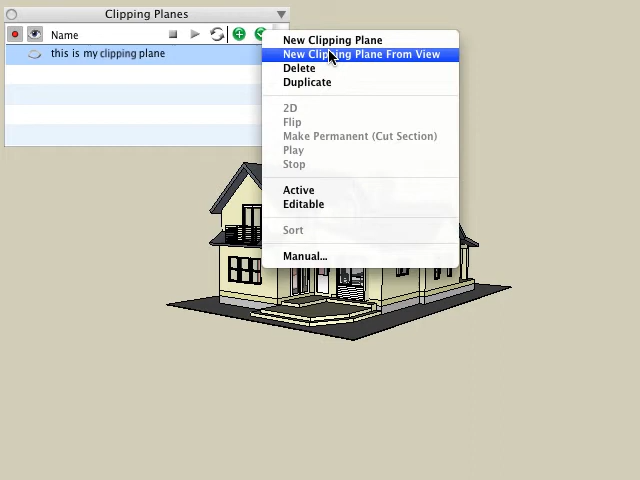 Clipping Planes
Name
this is my clipping plane
New Clipping Plane
New Clipping Plane From View
Delete
Duplicate
2D
Flip
Make Permanent (Cut Section)
Play
Stop
Active
Editable
Sort
Manual...